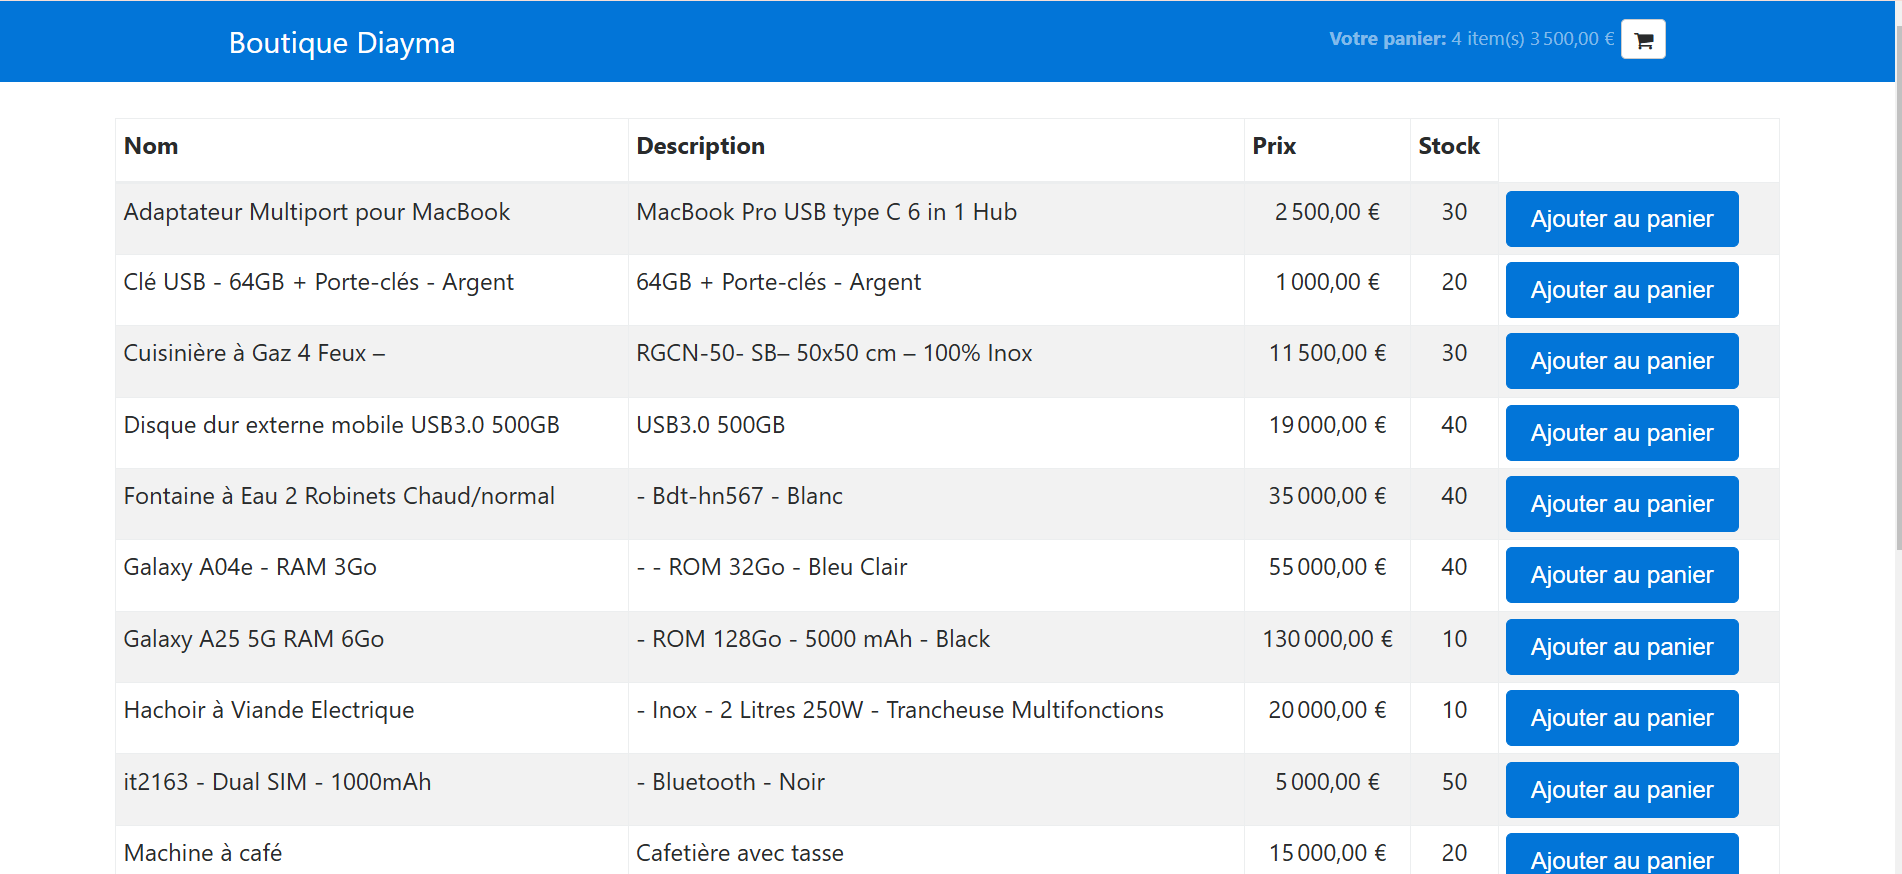 Boutique Diayma
Votre panier: 4 item(s) 3 500,00 €
Nom Description Prix Stock
Adaptateur Multiport pour MacBook MacBook Pro USB type C 6 in 1 Hub 2 500,00 € 30 Ajouter au panier
Clé USB - 64GB + Porte-clés - Argent 64GB + Porte-clés - Argent 1 000,00 € 20 Ajouter au panier
Cuisinière à Gaz 4 Feux – RGCN-50- SB– 50x50 cm – 100% Inox 11 500,00 € 30 Ajouter au panier
Disque dur externe mobile USB3.0 500GB USB3.0 500GB 19 000,00 € 40 Ajouter au panier
Fontaine à Eau 2 Robinets Chaud/normal - Bdt-hn567 - Blanc 35 000,00 € 40 Ajouter au panier
Galaxy A04e - RAM 3Go - - ROM 32Go - Bleu Clair 55 000,00 € 40 Ajouter au panier
Galaxy A25 5G RAM 6Go - ROM 128Go - 5000 mAh - Black 130 000,00 € 10 Ajouter au panier
Hachoir à Viande Electrique - Inox - 2 Litres 250W - Trancheuse Multifonctions 20 000,00 € 10 Ajouter au panier
it2163 - Dual SIM - 1000mAh - Bluetooth - Noir 5 000,00 € 50 Ajouter au panier
Machine à café Cafetière avec tasse 15 000,00 € 20 Ajouter au panier